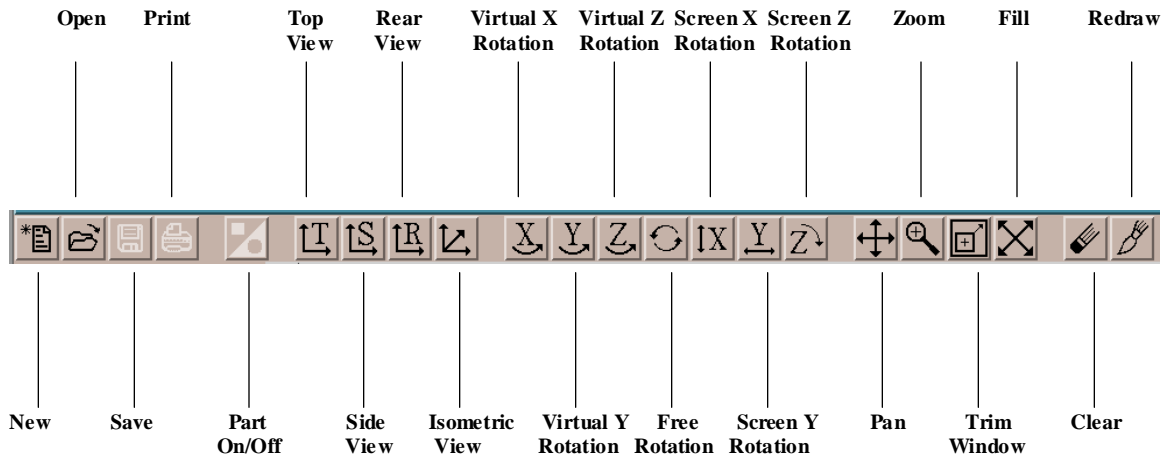 Open Print Top Rear Virtual X Virtual Z Screen X Screen Z Zoom Fill Redraw
View View Rotation Rotation Rotation Rotation
T S R X Y Z X Y Z
New Save Part Side Isometric Virtual Y Free Screen Y Pan Trim Clear
On/Off View View Rotation Rotation Rotation Window